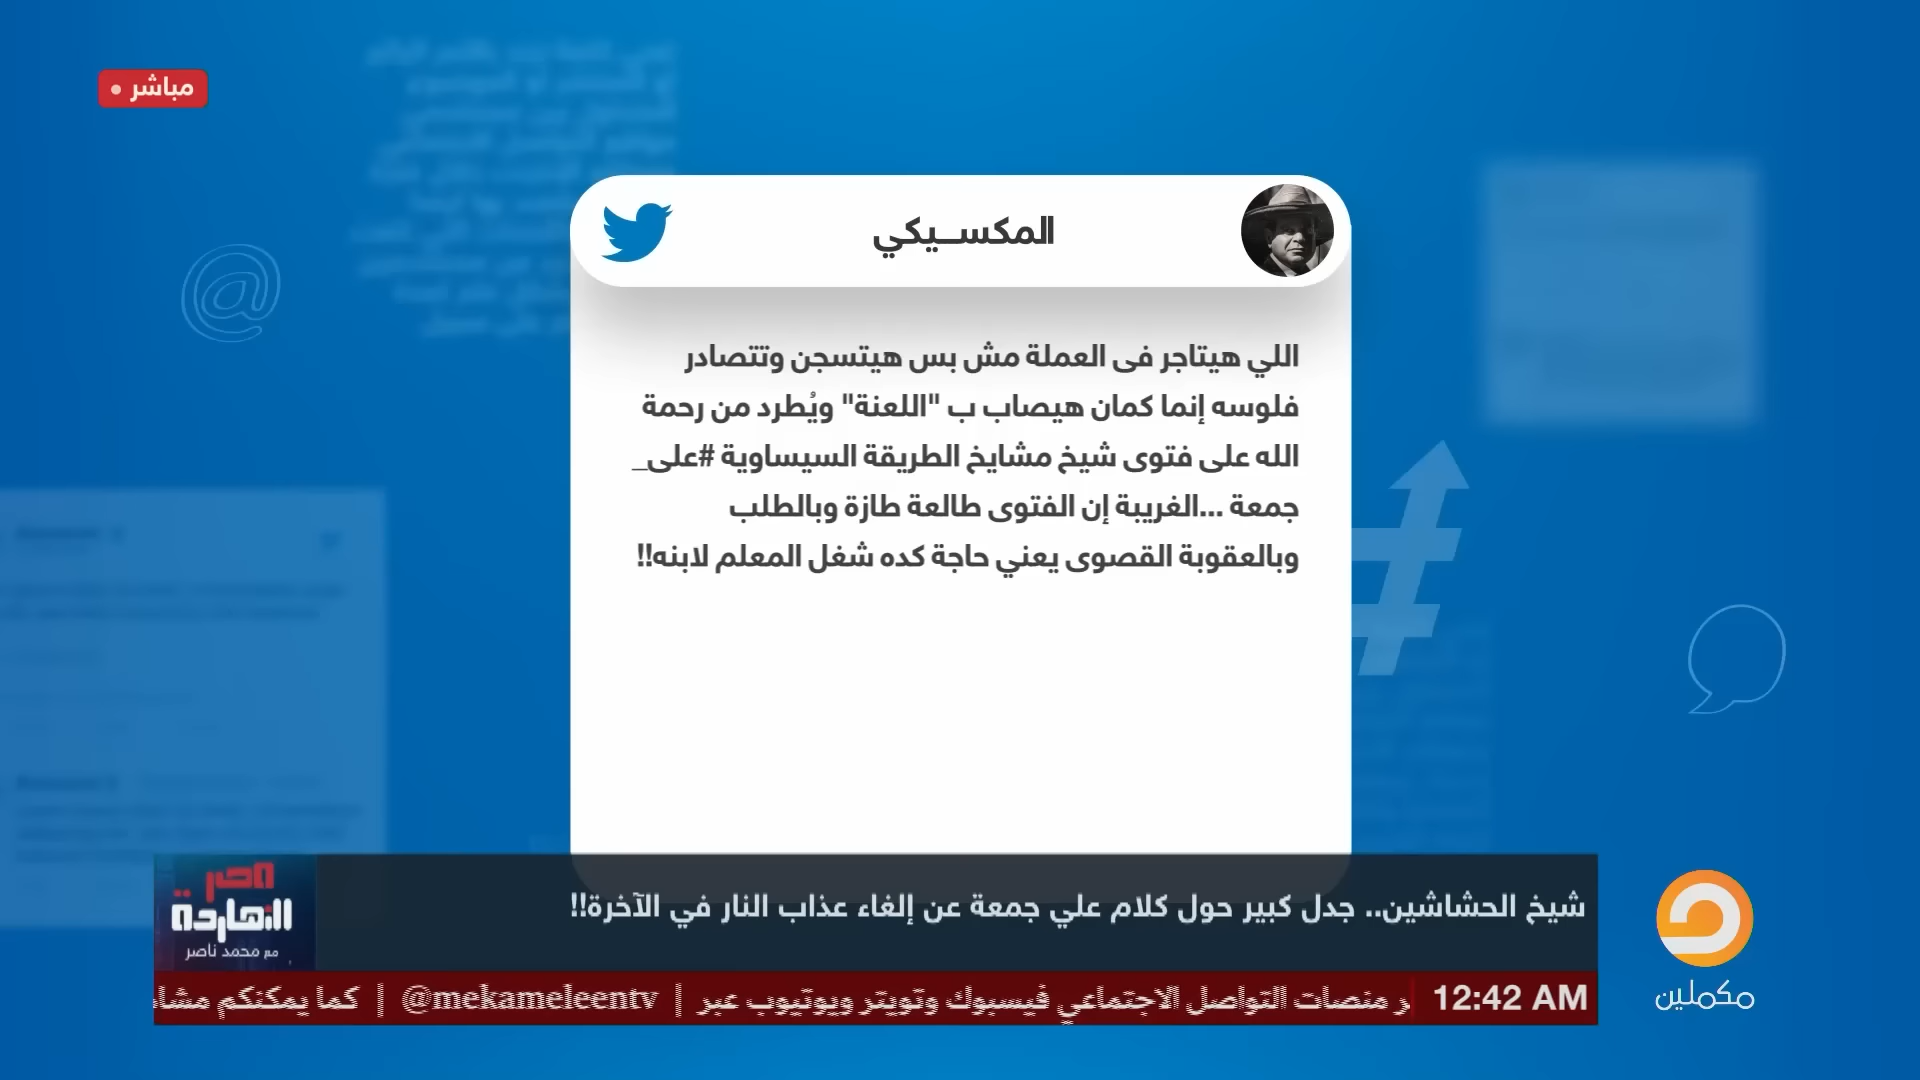 مباشر
المكسـيكي
اللي هيتاجر فى العملة مش بس هيتسجن وتتصادر
فلوسه إنما كمان هيصاب ب "اللعنة" ويُطرد من رحمة
الله على فتوى شيخ مشايخ الطريقة السيساوية #على_
جمعة ...الغريبة إن الفتوى طالعة طازة وبالطلب
وبالعقوبة القصوى يعني حاجة كده شغل المعلم لابنه!!
شيخ الحشاشين.. جدل كبير حول كلام علي جمعة عن إلغاء عذاب النار في الآخرة!!
مصر
النهاردة
مع محمد ناصر
12:42 AM
ر منصات التواصل الاجتماعي فيسبوك وتويتر ويوتيوب عبر | @mekameleentv | كما يمكنكم مشا
مكملين